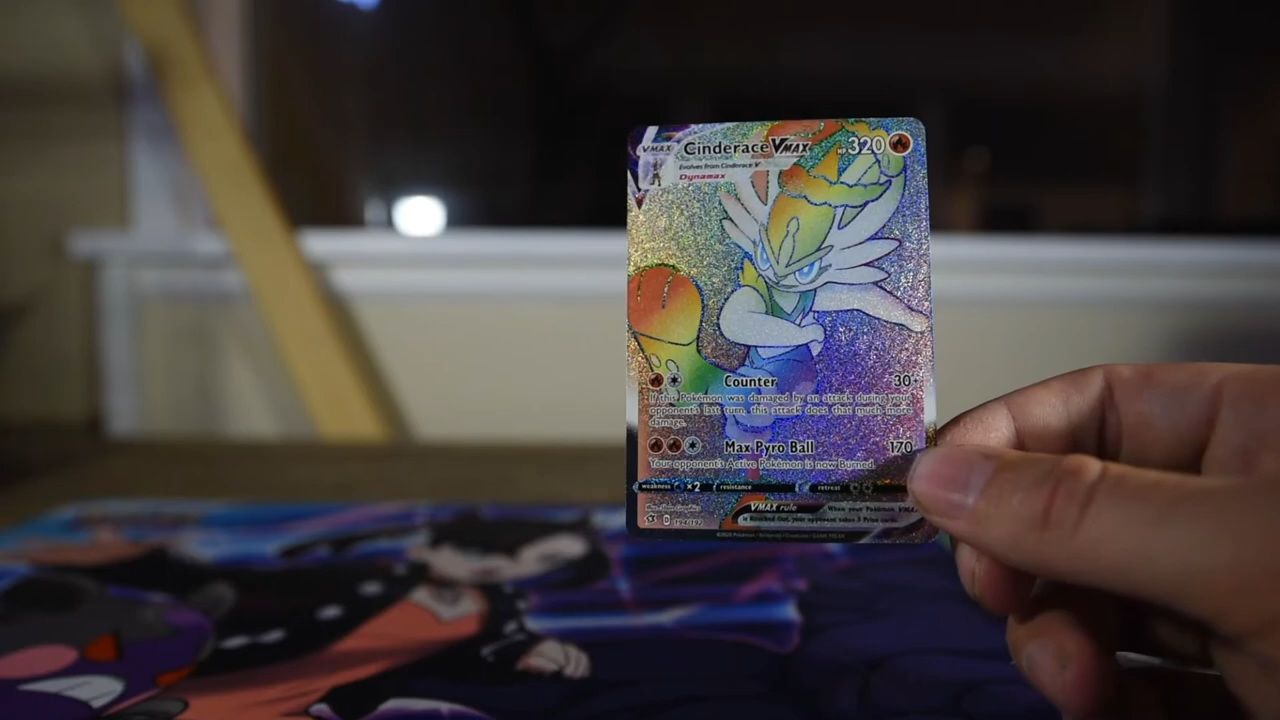 VMAX Cinderace VMAX 320
Evolves from Cinderace V
Dynamax
Counter 30+
If this Pokémon was damaged by an attack during your
opponent's last turn, this attack does that much more
damage.
Max Pyro Ball 170
Your opponent's Active Pokémon is now Burned.
weakness ×2 resistance retreat
VMAX rule When your Pokémon VMAX
is Knocked Out, your opponent takes 3 Prize cards.
D 194/192